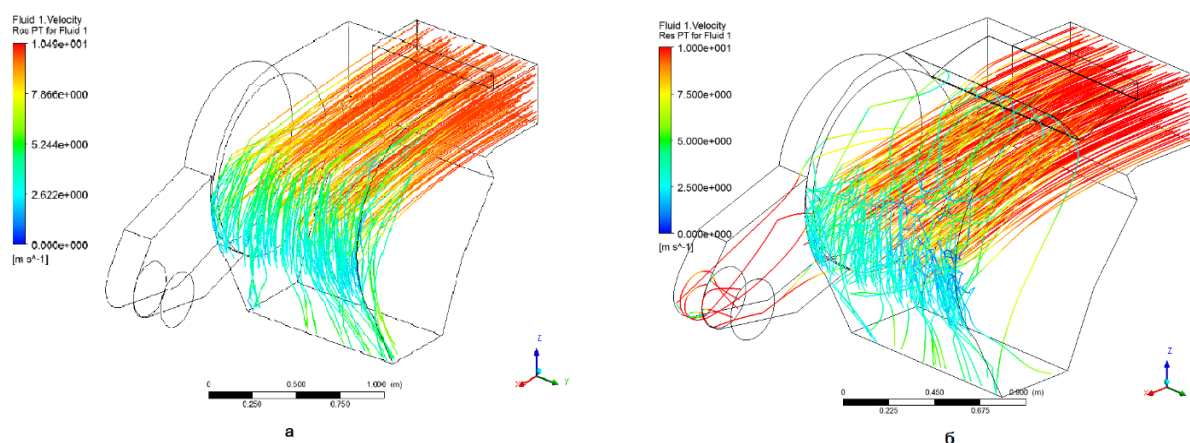 Fluid 1.Velocity
Res PT for Fluid 1
1.049e+001
7.866e+000
5.244e+000
2.622e+000
0.000e+000
[m s^-1]
Z
X
Y
0
0.500
1.000
(m)
0.250
0.750
а
Fluid 1.Velocity
Res PT for Fluid 1
1.000e+001
7.500e+000
5.000e+000
2.500e+000
0.000e+000
[m s^-1]
Z
X
0
0.450
0.900
(m)
0.225
0.675
б